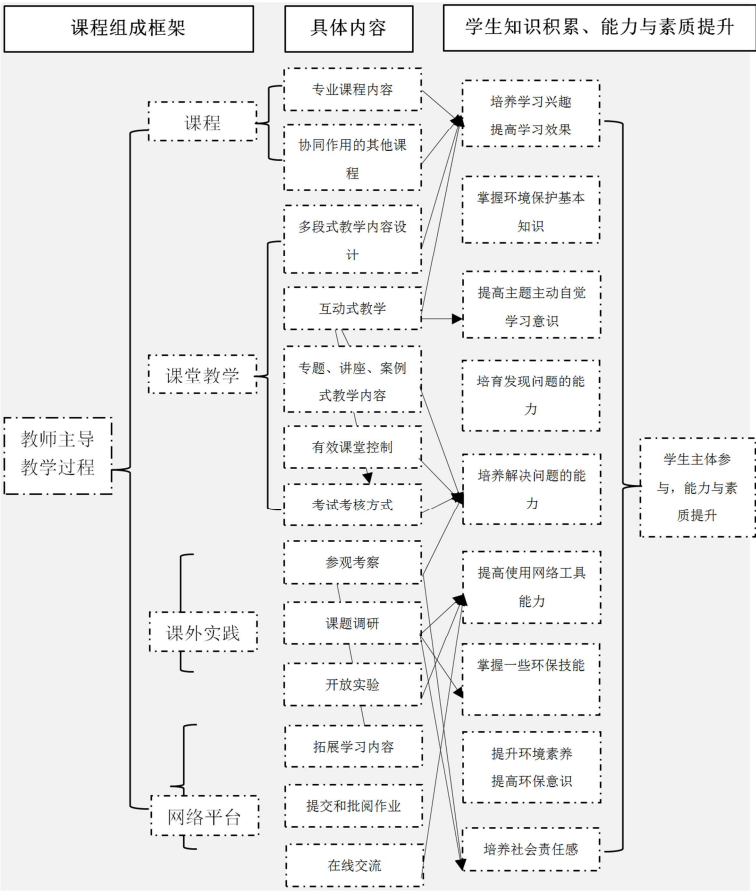 课程组成框架
具体内容
学生知识积累、能力与素质提升
教师主导
教学过程
课程
课堂教学
课外实践
网络平台
专业课程内容
协同作用的其他课
程
多段式教学内容设
计
互动式教学
专题、讲座、案例
式教学内容
有效课堂控制
考试考核方式
参观考察
课题调研
开放实验
拓展学习内容
提交和批阅作业
在线交流
培养学习兴趣
提高学习效果
掌握环境保护基本
知识
提高主题主动自觉
学习意识
培育发现问题的能
力
培养解决问题的能
力
提高使用网络工具
能力
掌握一些环保技能
提升环境素养
提高环保意识
培养社会责任感
学生主体参
与，能力与素
质提升